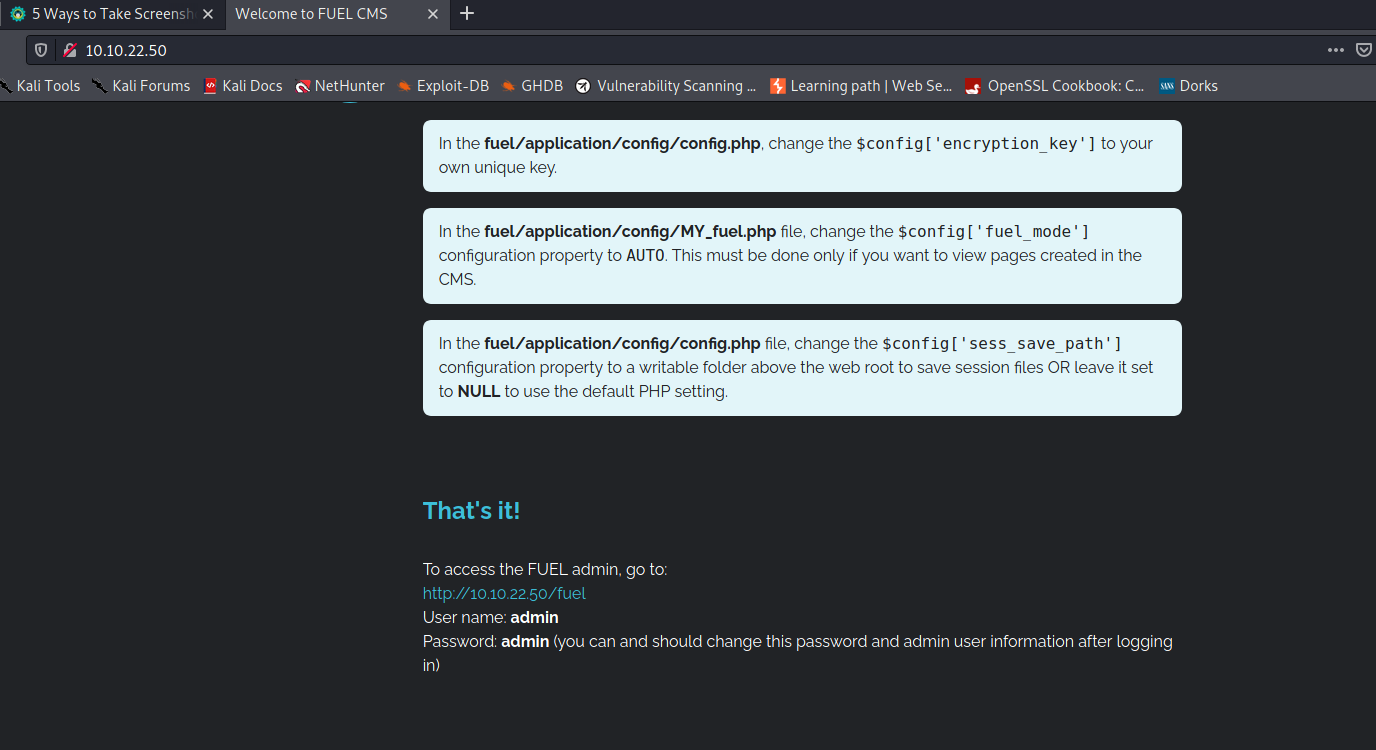 5 Ways to Take Screensh
Welcome to FUEL CMS
10.10.22.50
Kali Tools Kali Forums Kali Docs NetHunter Exploit-DB GHDB Vulnerability Scanning ... Learning path | Web Se... OpenSSL Cookbook: C... Dorks
In the fuel/application/config/config.php, change the $config['encryption_key'] to your
own unique key.
In the fuel/application/config/MY_fuel.php file, change the $config['fuel_mode']
configuration property to AUTO. This must be done only if you want to view pages created in the
CMS.
In the fuel/application/config/config.php file, change the $config['sess_save_path']
configuration property to a writable folder above the web root to save session files OR leave it set
to NULL to use the default PHP setting.
That's it!
To access the FUEL admin, go to:
http://10.10.22.50/fuel
User name: admin
Password: admin (you can and should change this password and admin user information after logging
in)